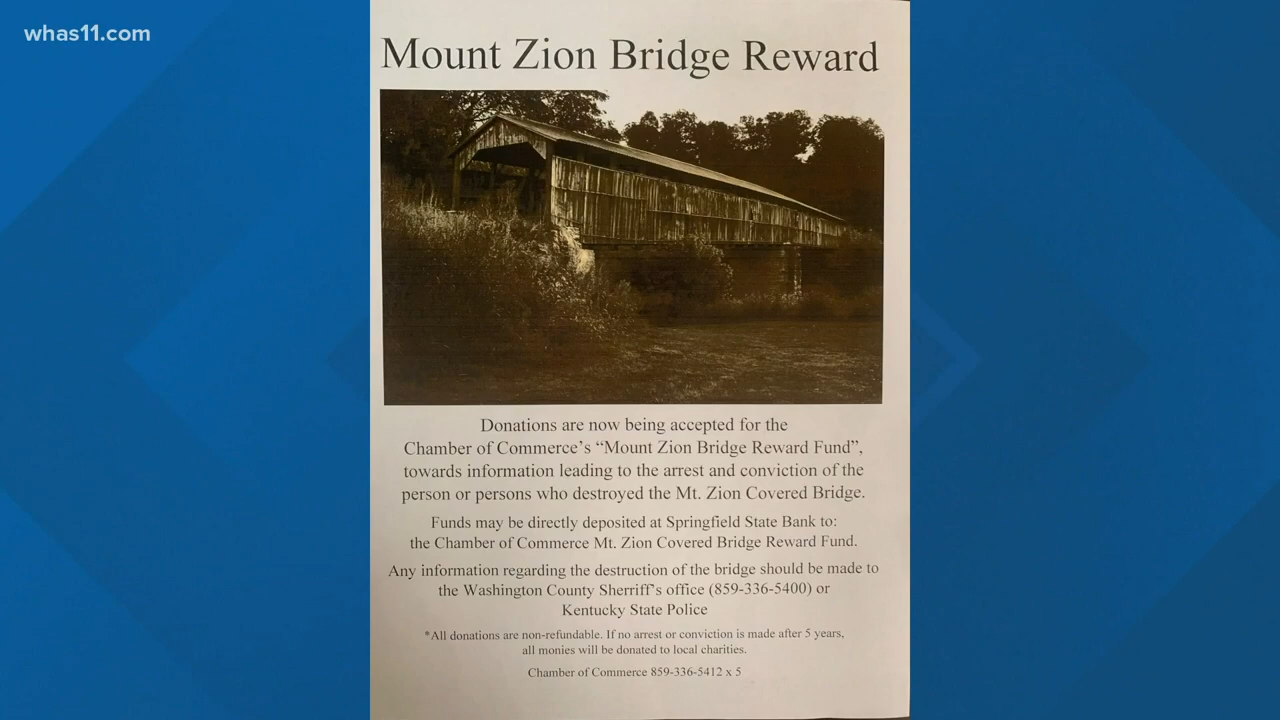 whas11.com
Mount Zion Bridge Reward
Donations are now being accepted for the
Chamber of Commerce's “Mount Zion Bridge Reward Fund”,
towards information leading to the arrest and conviction of the
person or persons who destroyed the Mt. Zion Covered Bridge.
Funds may be directly deposited at Springfield State Bank to:
the Chamber of Commerce Mt. Zion Covered Bridge Reward Fund.
Any information regarding the destruction of the bridge should be made to
the Washington County Sherriff's office (859-336-5400) or
Kentucky State Police
*All donations are non-refundable. If no arrest or conviction is made after 5 years,
all monies will be donated to local charities.
Chamber of Commerce 859-336-5412 x 5